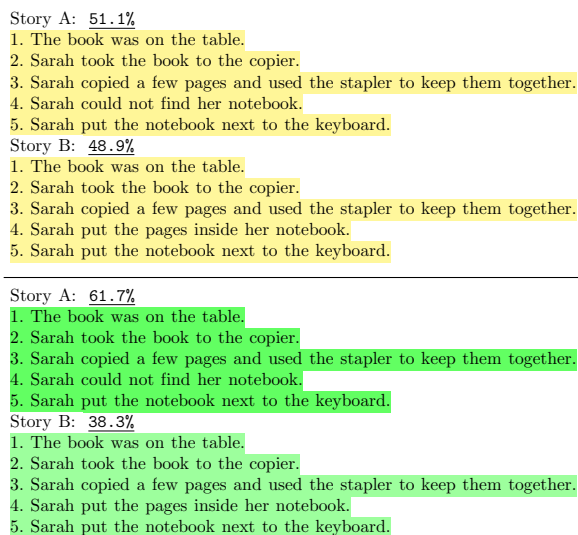 Story A: 51.1%
1. The book was on the table.
2. Sarah took the book to the copier.
3. Sarah copied a few pages and used the stapler to keep them together.
4. Sarah could not find her notebook.
5. Sarah put the notebook next to the keyboard.
Story B: 48.9%
1. The book was on the table.
2. Sarah took the book to the copier.
3. Sarah copied a few pages and used the stapler to keep them together.
4. Sarah put the pages inside her notebook.
5. Sarah put the notebook next to the keyboard.
Story A: 61.7%
1. The book was on the table.
2. Sarah took the book to the copier.
3. Sarah copied a few pages and used the stapler to keep them together.
4. Sarah could not find her notebook.
5. Sarah put the notebook next to the keyboard.
Story B: 38.3%
1. The book was on the table.
2. Sarah took the book to the copier.
3. Sarah copied a few pages and used the stapler to keep them together.
4. Sarah put the pages inside her notebook.
5. Sarah put the notebook next to the keyboard.